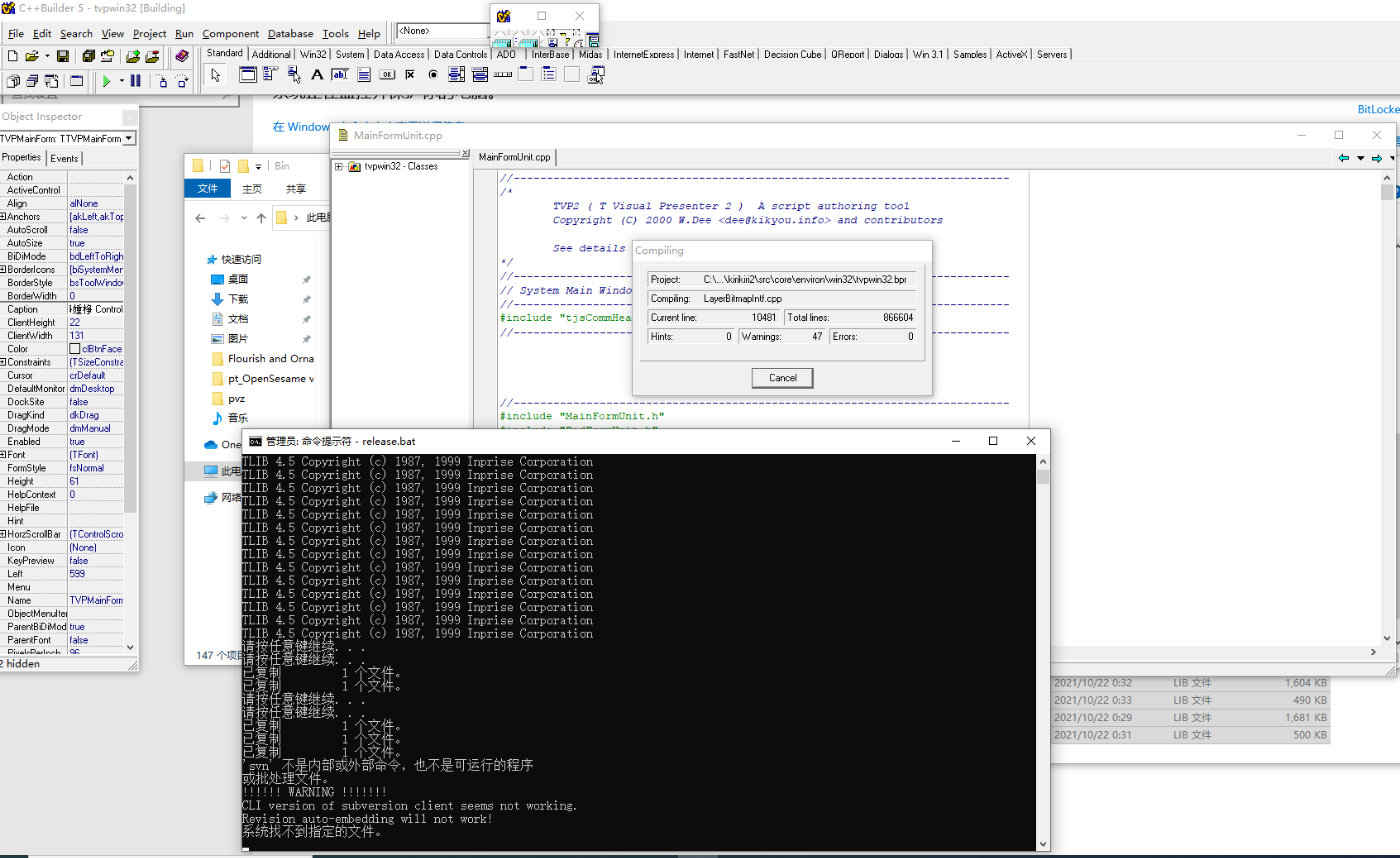 C++Builder 5 - tvpwin32 [Building]
File Edit Search View Project Run Component Database Tools Help
<None>
Standard Additional Win32 System Data Access Data Controls ADO InterBase Midas InternetExpress Internet FastNet Decision Cube QReport Dialogs Win 3.1 Samples ActiveX Servers
Object Inspector
TVPMainForm: TTVPMainForm
Properties Events
Action
ActiveControl
Align alNone
Anchors [akLeft,akTop
AutoScroll false
AutoSize true
BiDiMode bdLeftToRigh
BorderIcons [biSystemMer
BorderStyle bsToolWindo
BorderWidth 0
Caption Control
ClientHeight 22
ClientWidth 131
Color clBtnFace
Constraints (TSizeConstra
Cursor crDefault
DefaultMonitor dmDesktop
DockSite false
DragKind dkDrag
DragMode dmManual
Enabled true
Font (TFont)
FormStyle fsNormal
Height 61
HelpContext 0
HelpFile
Hint
HorzScrollBar (TControlScro
Icon (None)
KeyPreview false
Left 599
Menu
Name TVPMainForm
ObjectMenuIter
ParentBiDiMod true
ParentFont false
PixelsPerInch 96
2 hidden
在 Window
BitLocke
Bin
文件 主页 共享
此电脑
快速访问
桌面
下载
文档
图片
Flourish and Orna
pt_OpenSesame v
pvz
音乐
One
此电
网络
147 个项
MainFormUnit.cpp
tvpwin32 - Classes
MainFormUnit.cpp
//---------------------------------------------------------------------------
/*
TVP2 ( T Visual Presenter 2 ) A script authoring tool
Copyright (C) 2000 W.Dee <dee@kikyou.info> and contributors
See details
*/
//---------------------------------------------------------------------------
// System Main Windo
//---------------------------------------------------------------------------
#include "tjsCommHea
//---------------------------------------------------------------------------
//---------------------------------------------------------------------------
#include "MainFormUnit.h"
Compiling
Project: C:\...\kirikiri2\src\core\environ\win32\tvpwin32.bpr
Compiling: LayerBitmapIntf.cpp
Current line: 10481 Total lines: 866604
Hints: 0 Warnings: 47 Errors: 0
Cancel
管理员: 命令提示符 - release.bat
TLIB 4.5 Copyright (c) 1987, 1999 Inprise Corporation
TLIB 4.5 Copyright (c) 1987, 1999 Inprise Corporation
TLIB 4.5 Copyright (c) 1987, 1999 Inprise Corporation
TLIB 4.5 Copyright (c) 1987, 1999 Inprise Corporation
TLIB 4.5 Copyright (c) 1987, 1999 Inprise Corporation
TLIB 4.5 Copyright (c) 1987, 1999 Inprise Corporation
TLIB 4.5 Copyright (c) 1987, 1999 Inprise Corporation
TLIB 4.5 Copyright (c) 1987, 1999 Inprise Corporation
TLIB 4.5 Copyright (c) 1987, 1999 Inprise Corporation
TLIB 4.5 Copyright (c) 1987, 1999 Inprise Corporation
TLIB 4.5 Copyright (c) 1987, 1999 Inprise Corporation
TLIB 4.5 Copyright (c) 1987, 1999 Inprise Corporation
TLIB 4.5 Copyright (c) 1987, 1999 Inprise Corporation
TLIB 4.5 Copyright (c) 1987, 1999 Inprise Corporation
请按任意键继续. . .
请按任意键继续. . .
已复制 1 个文件。
已复制 1 个文件。
请按任意键继续. . .
请按任意键继续. . .
已复制 1 个文件。
已复制 1 个文件。
已复制 1 个文件。
'svn' 不是内部或外部命令，也不是可运行的程序
或批处理文件。
!!!!!! WARNING !!!!!!!
CLI version of subversion client seems not working.
Revision auto-embedding will not work!
系统找不到指定的文件。
2021/10/22 0:32 LIB 文件 1,604 KB
2021/10/22 0:33 LIB 文件 490 KB
2021/10/22 0:29 LIB 文件 1,681 KB
2021/10/22 0:31 LIB 文件 500 KB